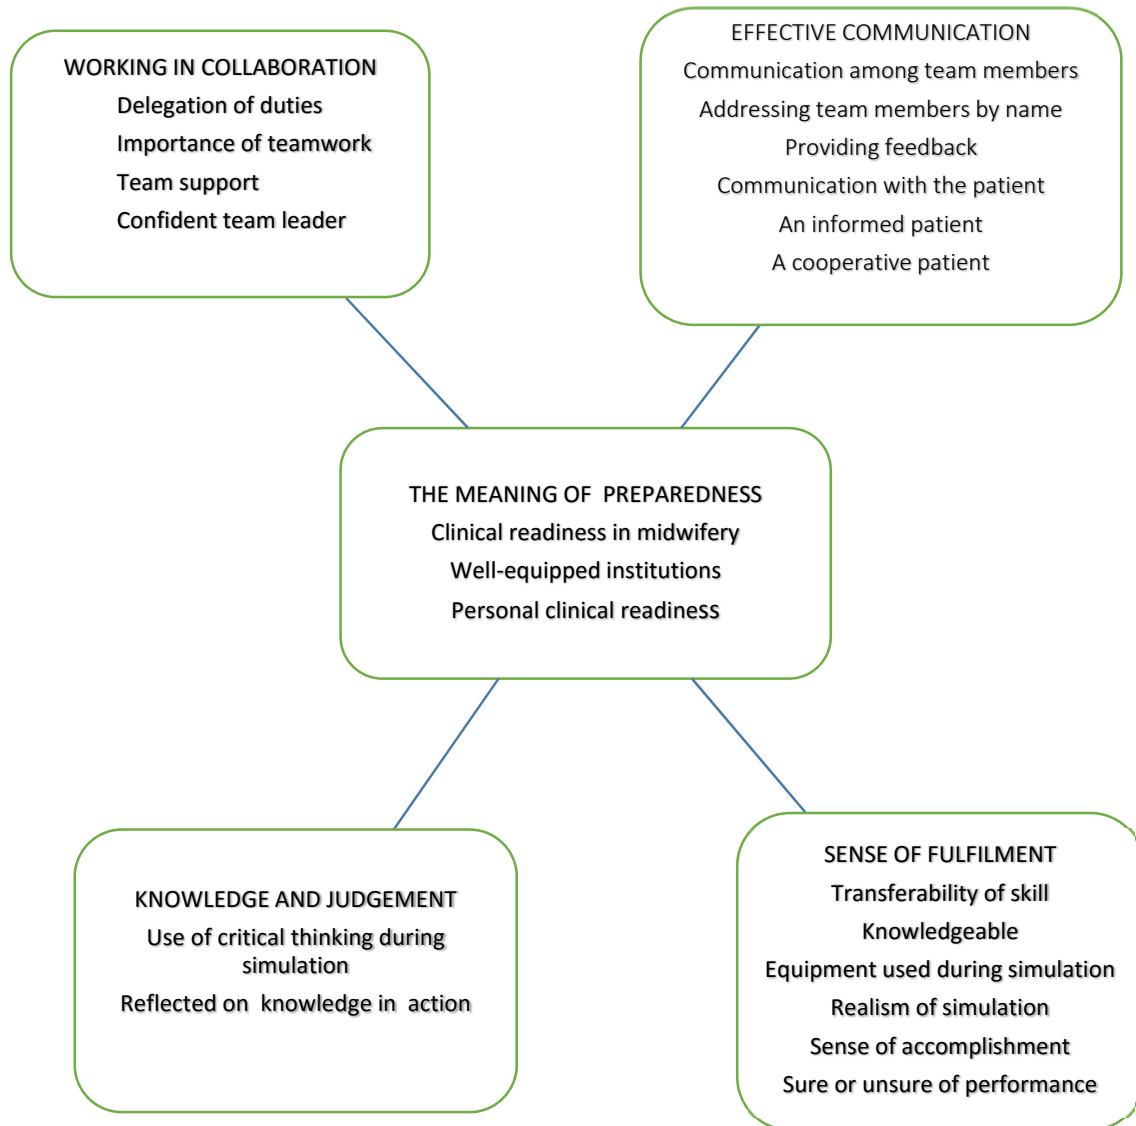 WORKING IN COLLABORATION
Delegation of duties
Importance of teamwork
Team support
Confident team leader
EFFECTIVE COMMUNICATION
Communication among team members
Addressing team members by name
Providing feedback
Communication with the patient
An informed patient
A cooperative patient
THE MEANING OF PREPAREDNESS
Clinical readiness in midwifery
Well-equipped institutions
Personal clinical readiness
KNOWLEDGE AND JUDGEMENT
Use of critical thinking during
simulation
Reflected on knowledge in action
SENSE OF FULFILMENT
Transferability of skill
Knowledgeable
Equipment used during simulation
Realism of simulation
Sense of accomplishment
Sure or unsure of performance